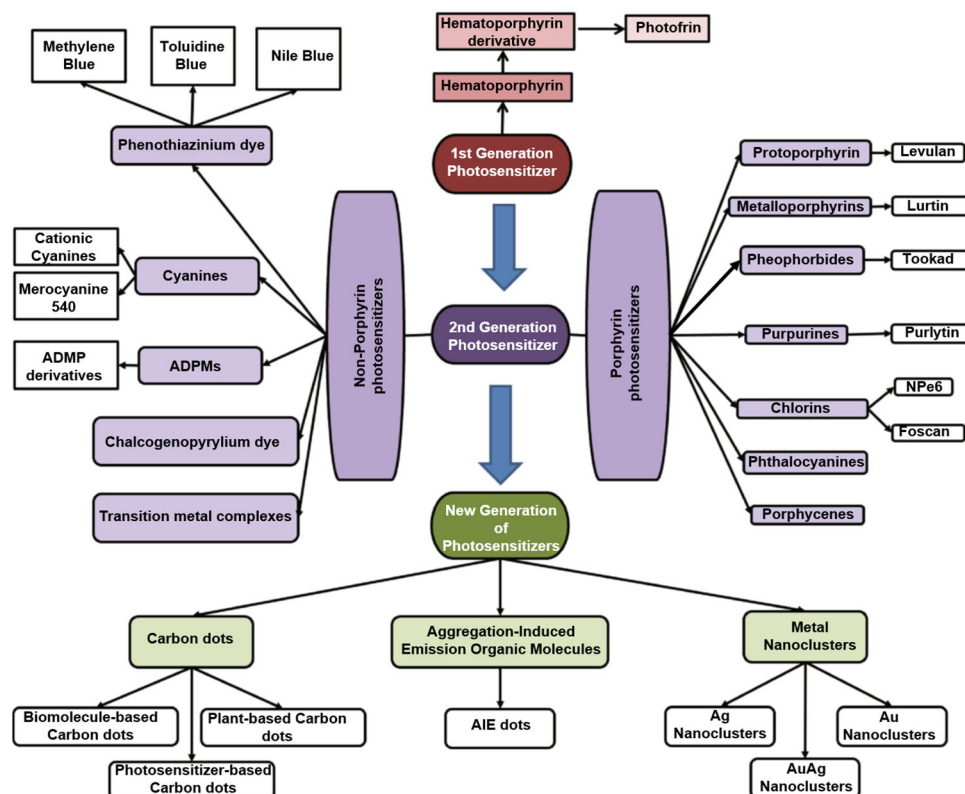 Methylene
Blue
Toluidine
Blue
Nile Blue
Hematoporphyrin
derivative
Photofrin
Hematoporphyrin
Phenothiazinium dye
1st Generation
Photosensitizer
Protoporphyrin
Levulan
Metalloporphyrins
Lurtin
Cationic
Cyanines
Cyanines
Merocyanine
540
Pheophorbides
Tookad
Non-Porphyrin
photosensitizers
2nd Generation
Photosensitizer
Porphyrin
photosensitizers
Purpurines
Purlytin
ADMP
derivatives
ADPMs
Chlorins
NPe6
Foscan
Chalcogenopyrylium dye
Phthalocyanines
Transition metal complexes
New Generation
of
Photosensitizers
Porphycenes
Carbon dots
Aggregation-Induced
Emission Organic Molecules
Metal
Nanoclusters
Biomolecule-based
Carbon dots
Plant-based Carbon
dots
AIE dots
Ag
Nanoclusters
Au
Nanoclusters
Photosensitizer-based
Carbon dots
AuAg
Nanoclusters